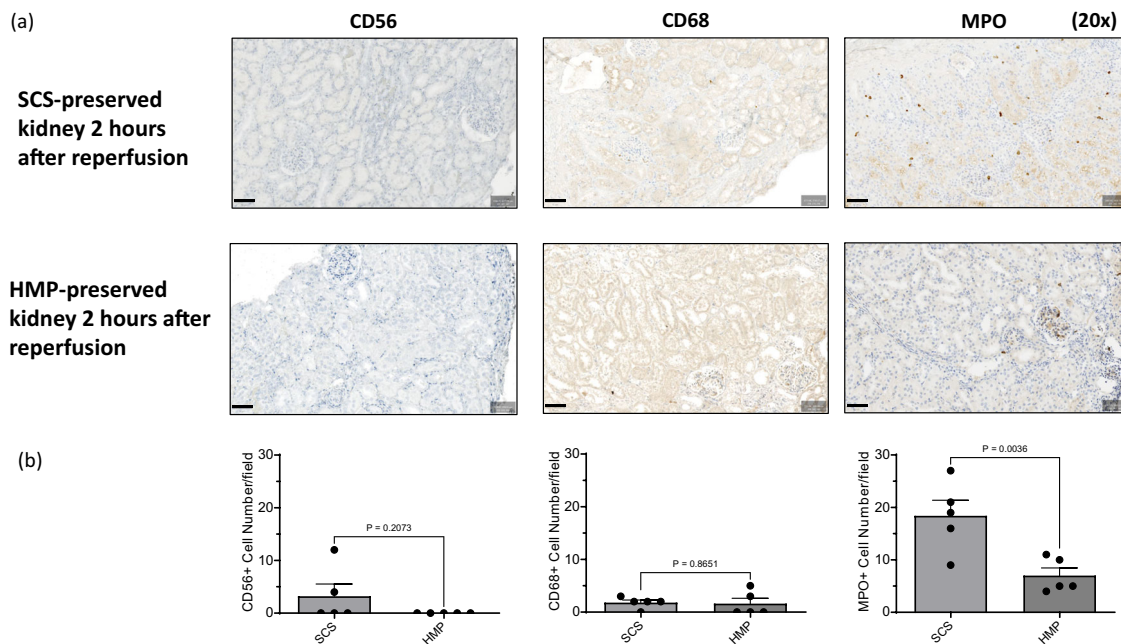 (a)
CD56
CD68
MPO
(20x)
SCS-preserved
kidney 2 hours
after reperfusion
HMP-preserved
kidney 2 hours after
reperfusion
(b)
CD56+ Cell Number/field
30
20
10
0
P = 0.2073
SCS
HMP
CD68+ Cell Number/field
30
20
10
0
P = 0.8651
SCS
HMP
MPO+ Cell Number/field
30
20
10
0
P = 0.0036
SCS
HMP